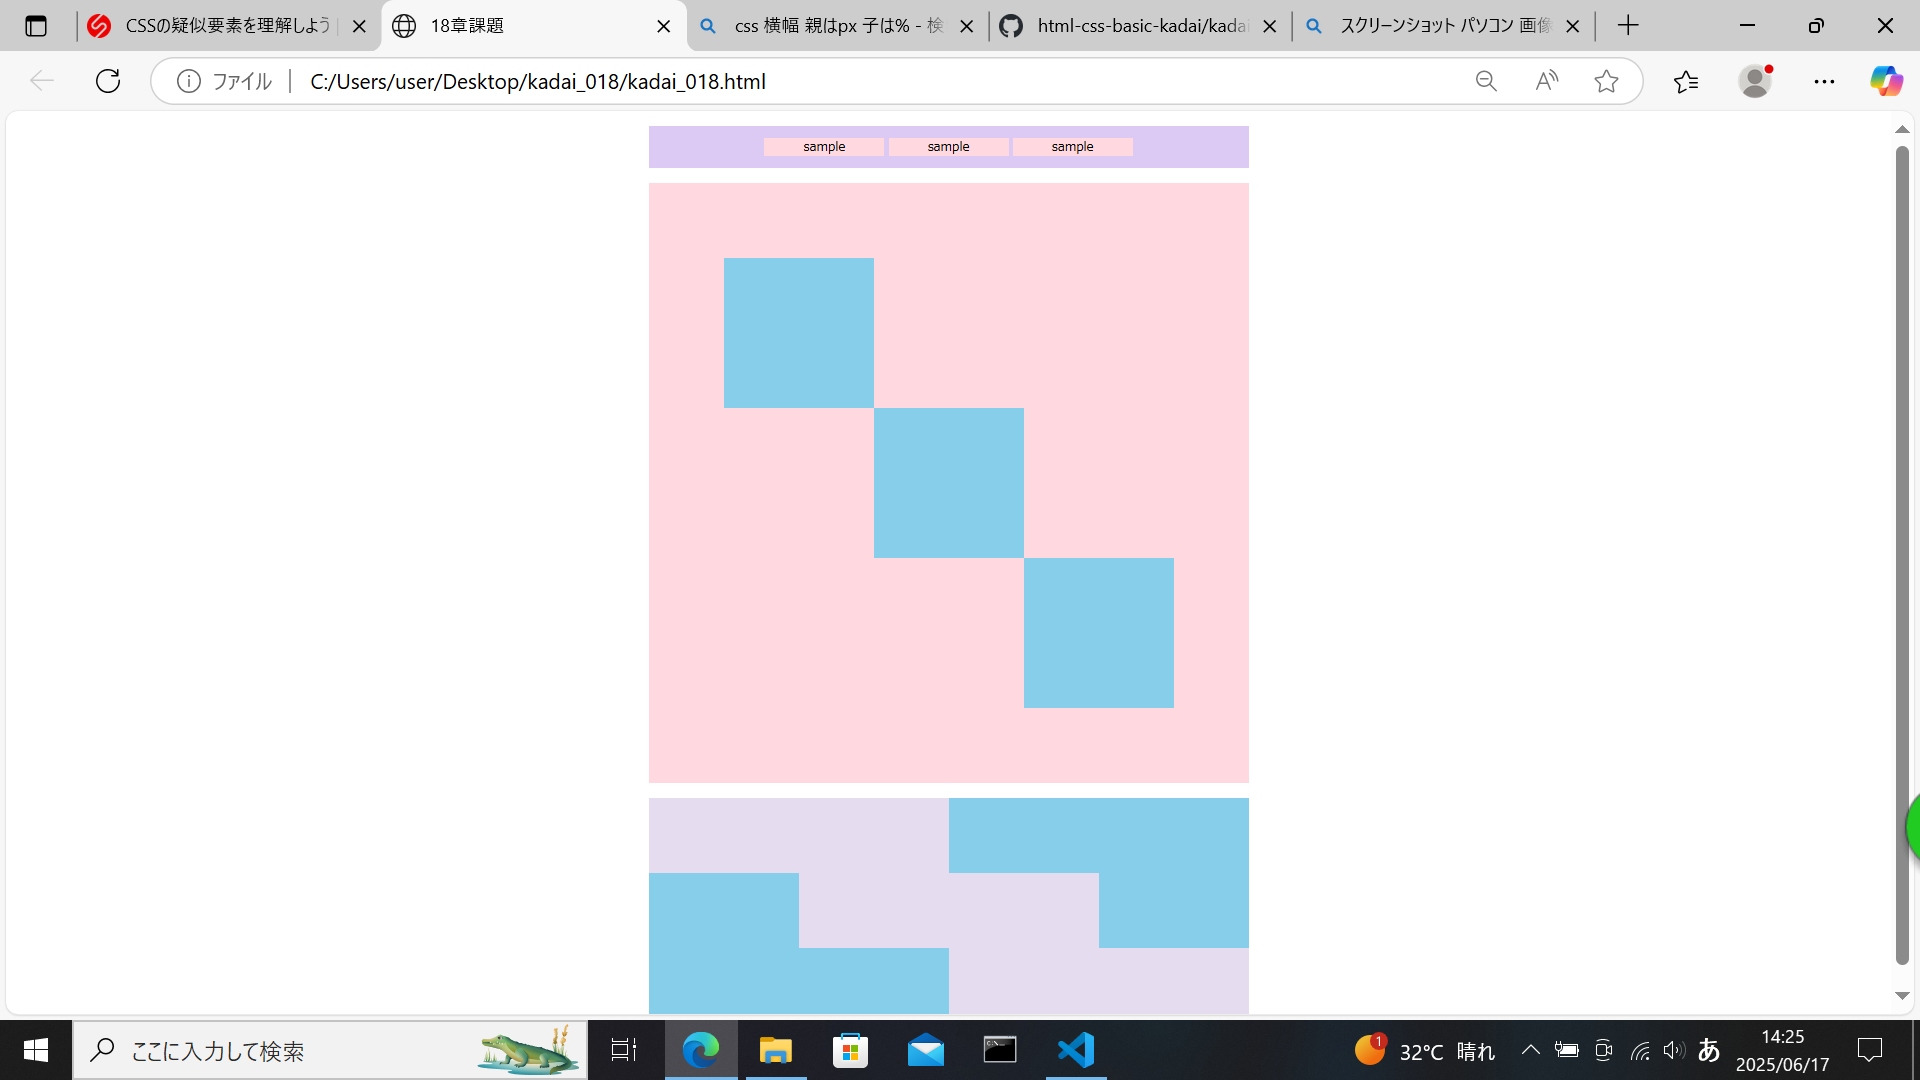 CSSの疑似要素を理解しよう
18章課題
css 横幅 親はpx 子は% - 検
html-css-basic-kadai/kadai
スクリーンショット パソコン 画像
ファイル
C:/Users/user/Desktop/kadai_018/kadai_018.html
sample sample sample
ここに入力して検索
1
32°C 晴れ
あ
14:25
2025/06/17